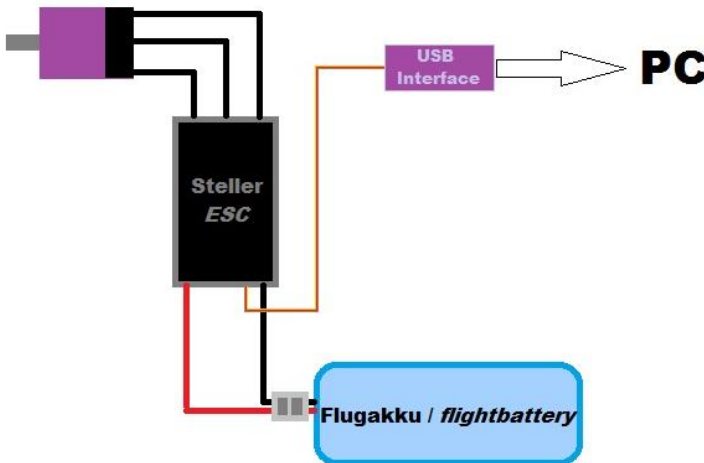 USB
Interface
PC
Steller
ESC
Flugakku / flightbattery